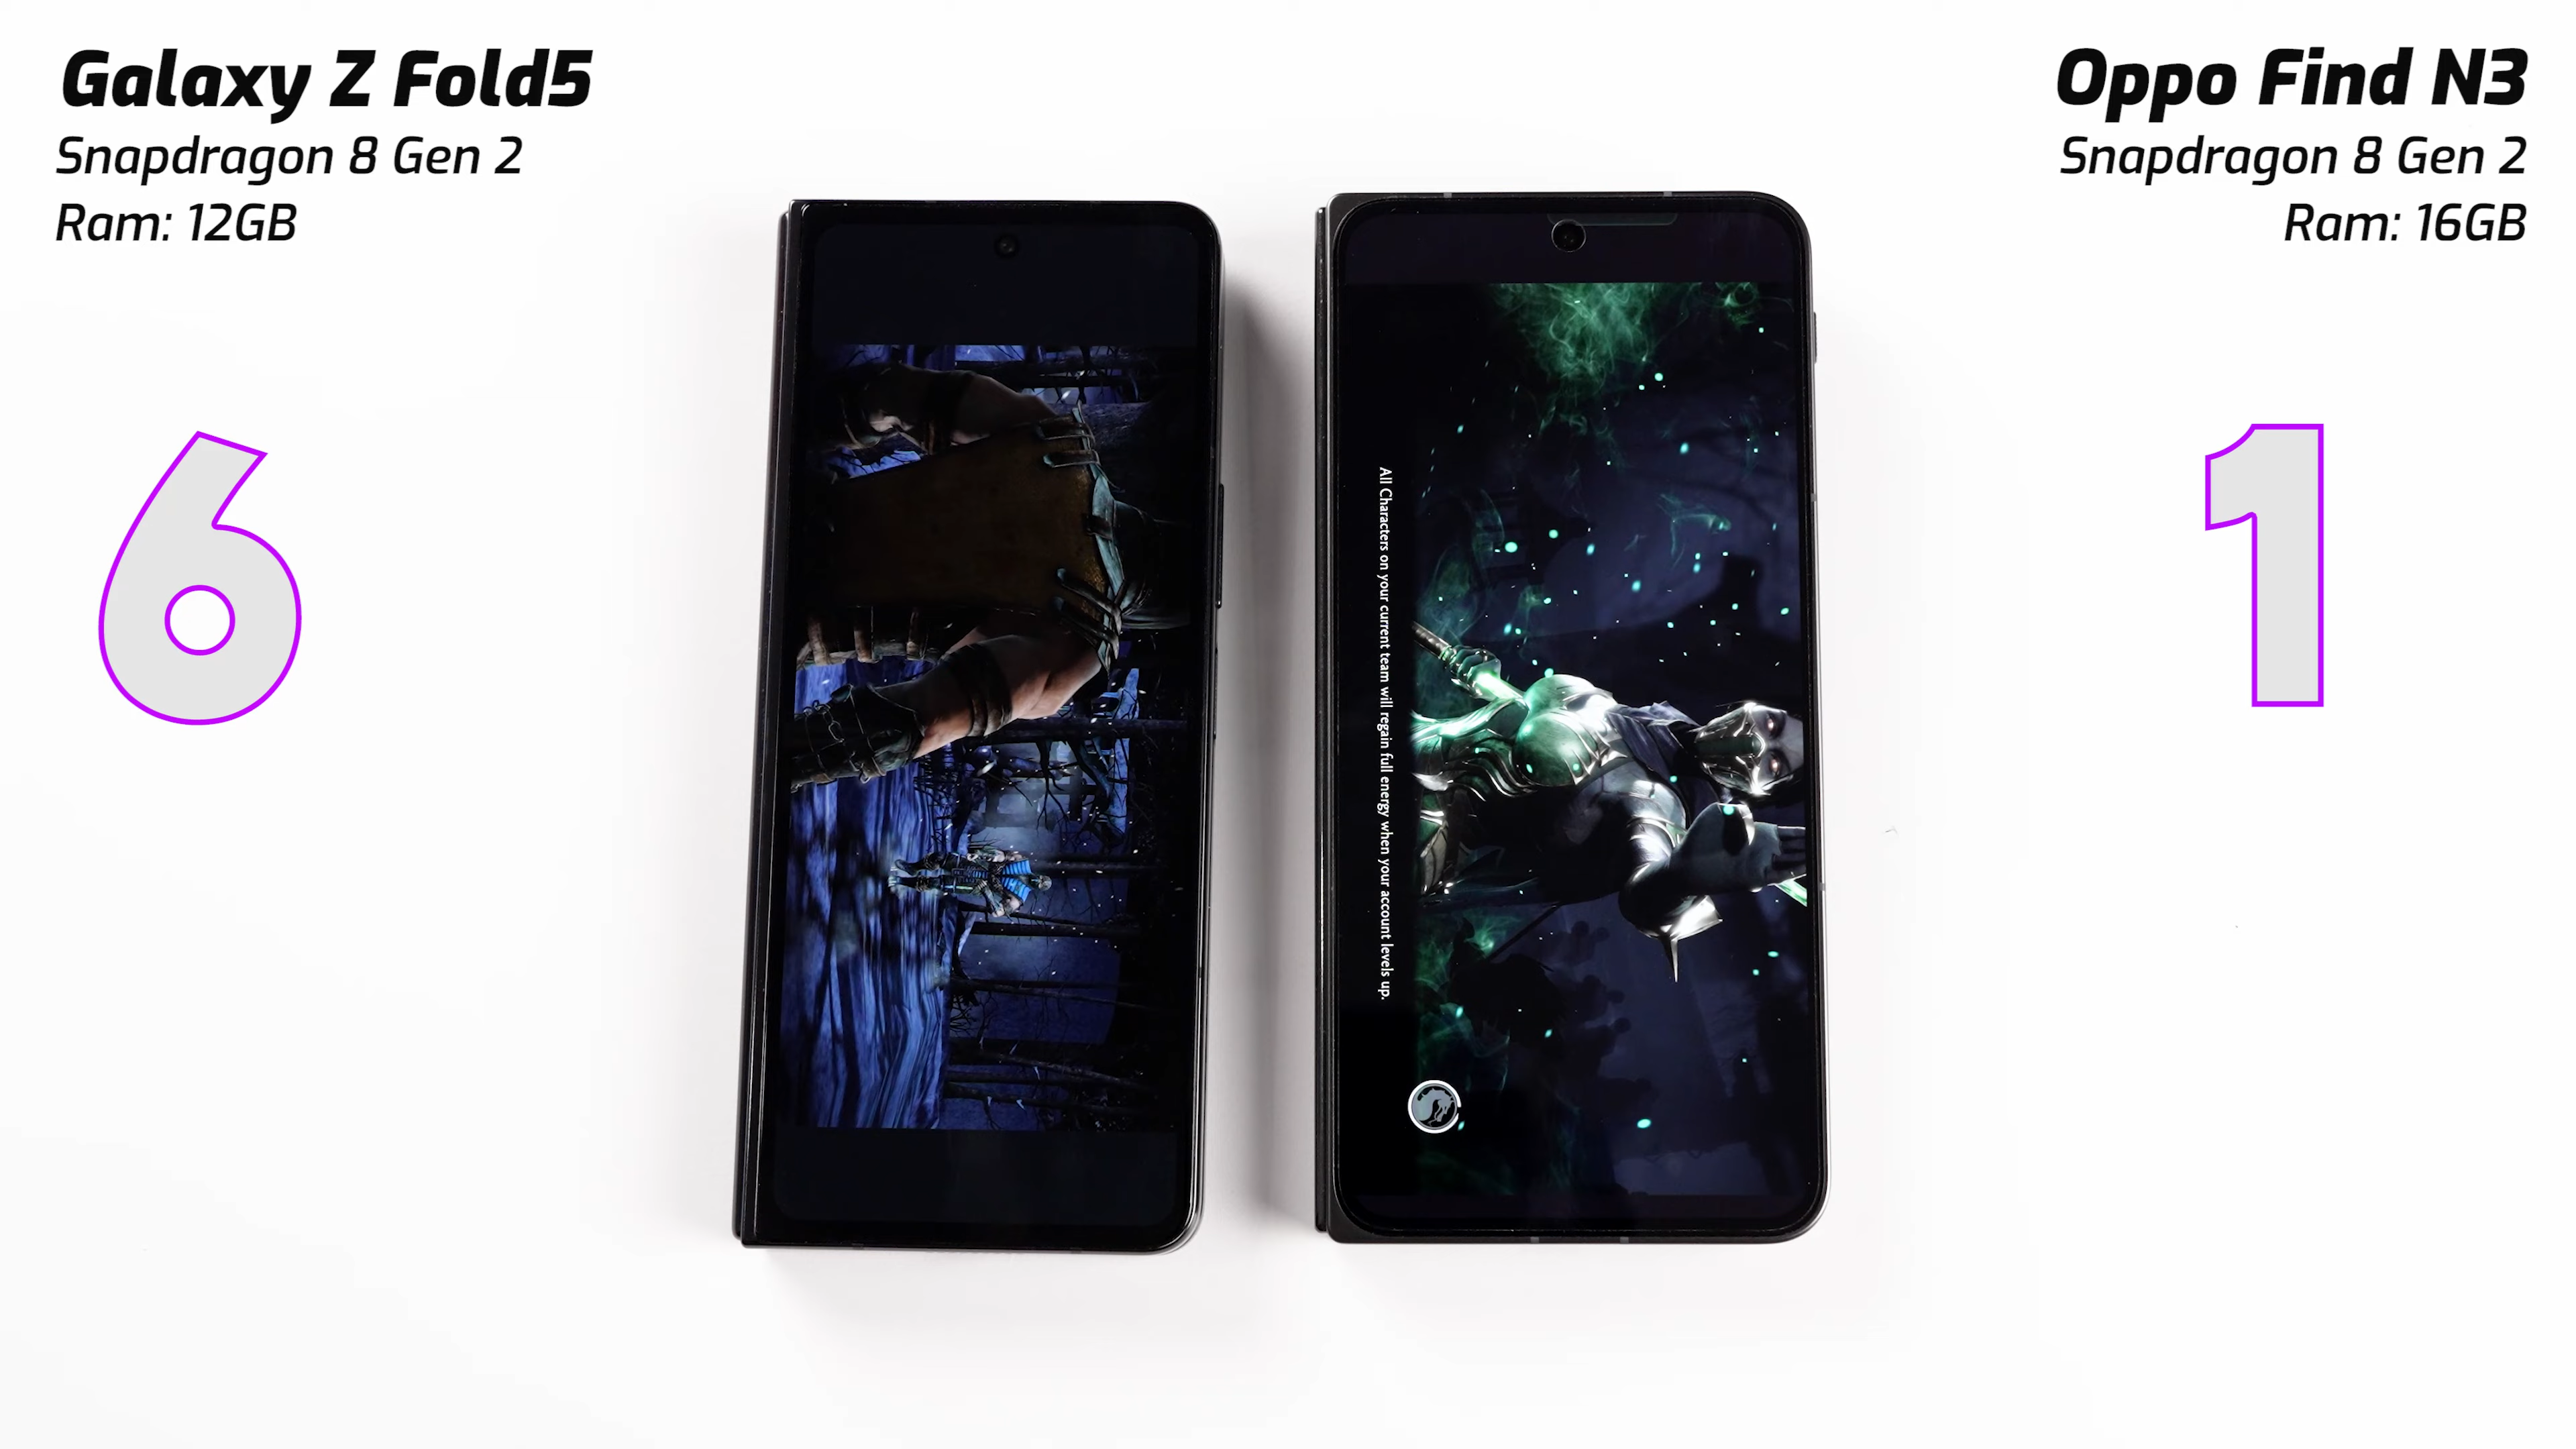 Galaxy Z Fold5
Snapdragon 8 Gen 2
Ram: 12GB
Oppo Find N3
Snapdragon 8 Gen 2
Ram: 16GB
6
1
All Characters on your current team will regain full energy when your account levels up.